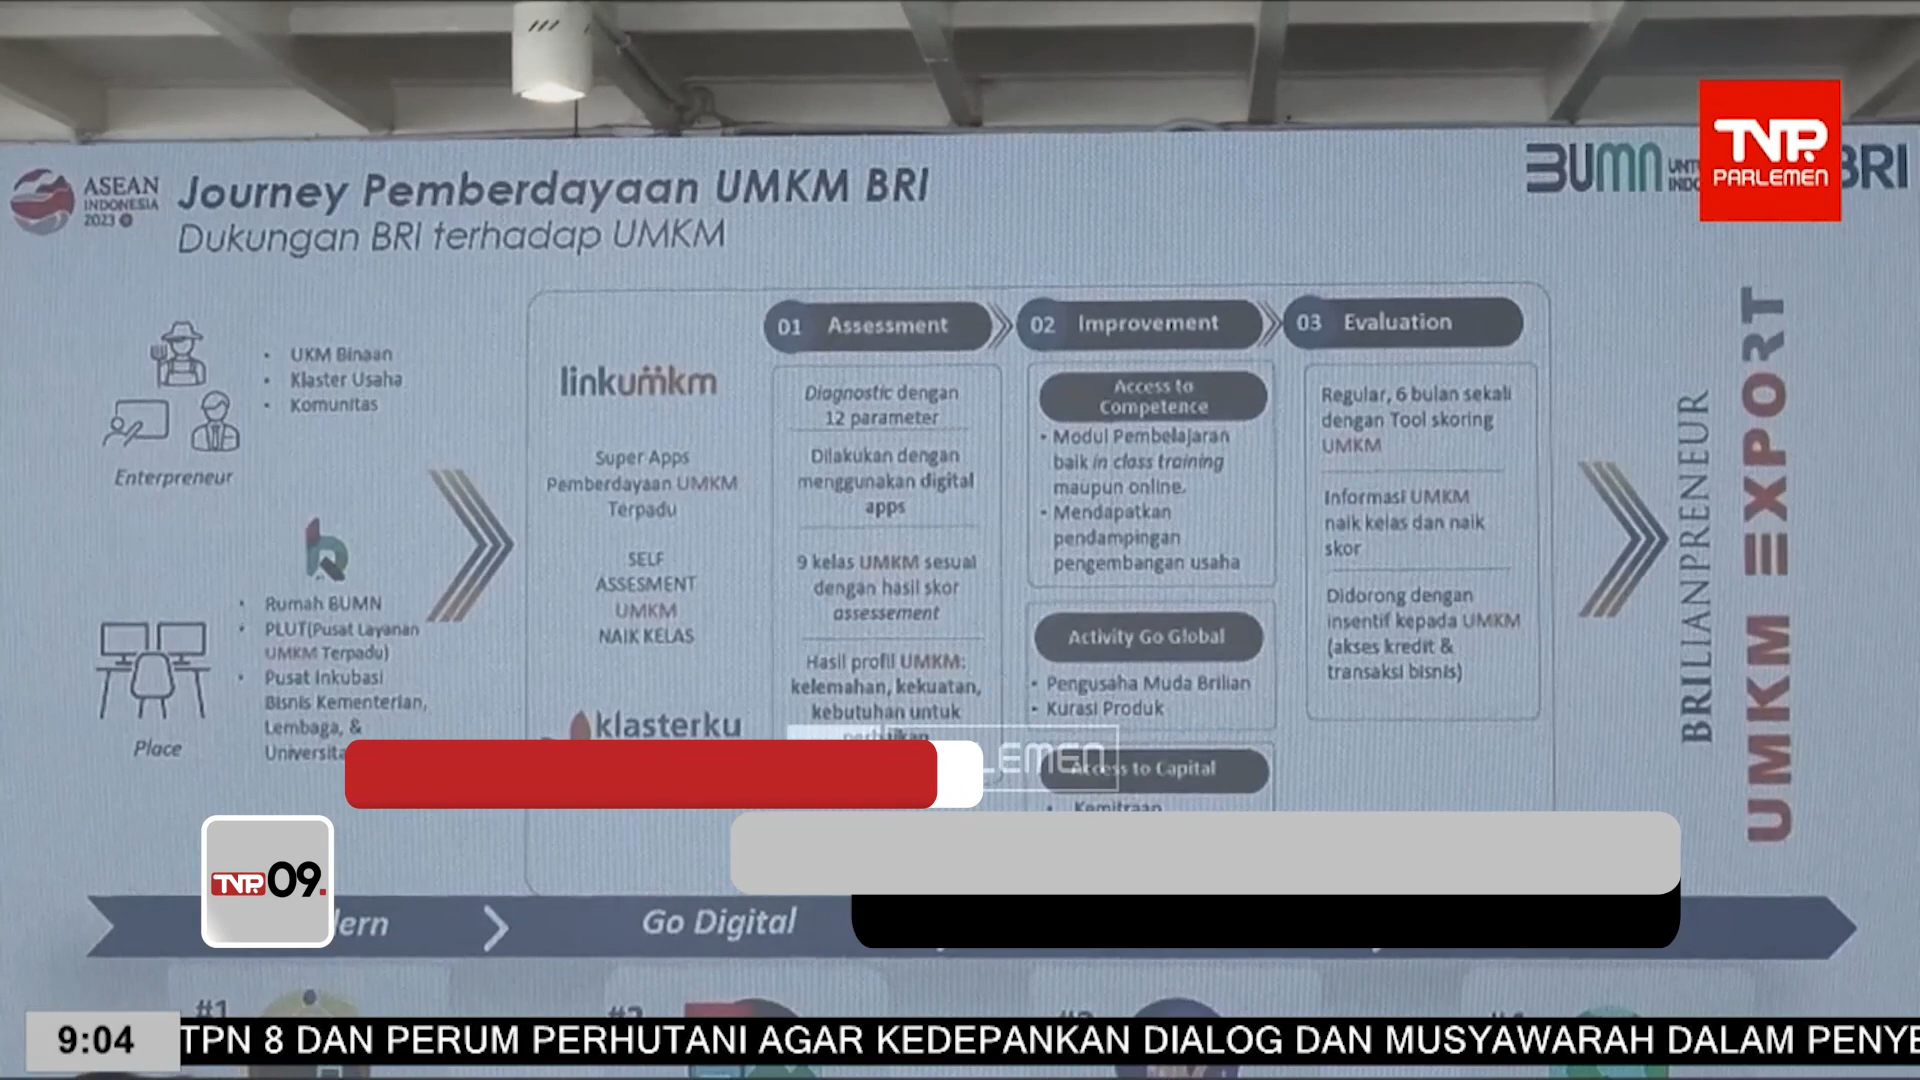 ASEAN
INDONESIA
2023
Journey Pemberdayaan UMKM BRI
Dukungan BRI terhadap UMKM
BUMN
BRI
TVR
PARLEMEN
• UKM Binaan
• Klaster Usaha
• Komunitas
Enterpreneur
• Rumah BUMN
• PLUT(Pusat Layanan
UMKM Terpadu)
• Pusat Inkubasi
Bisnis Kementerian,
Lembaga, &
Place
linkumkm
Super Apps
Pemberdayaan UMKM
Terpadu
SELF
ASSESMENT
UMKM
NAIK KELAS
klasterku
01 Assessment
Diagnostic dengan
12 parameter
Dilakukan dengan
menggunakan digital
apps
9 kelas UMKM sesuai
dengan hasil skor
assessement
Hasil profil UMKM:
kelemahan, kekuatan,
kebutuhan untuk
02 Improvement
Access to
Competence
• Modul Pembelajaran
baik in class training
maupun online.
• Mendapatkan
pendampingan
pengembangan usaha
Activity Go Global
• Pengusaha Muda Brilian
• Kurasi Produk
Access to Capital
• Kemitraan
03 Evaluation
Regular, 6 bulan sekali
dengan Tool skoring
UMKM
Informasi UMKM
naik kelas dan naik
skor
Didorong dengan
insentif kepada UMKM
(akses kredit &
transaksi bisnis)
BRILIANPRENEUR
UMKM EXPORT
TVR 09.
Go Digital
#1
9:04
TPN 8 DAN PERUM PERHUTANI AGAR KEDEPANKAN DIALOG DAN MUSYAWARAH DALAM PENYE